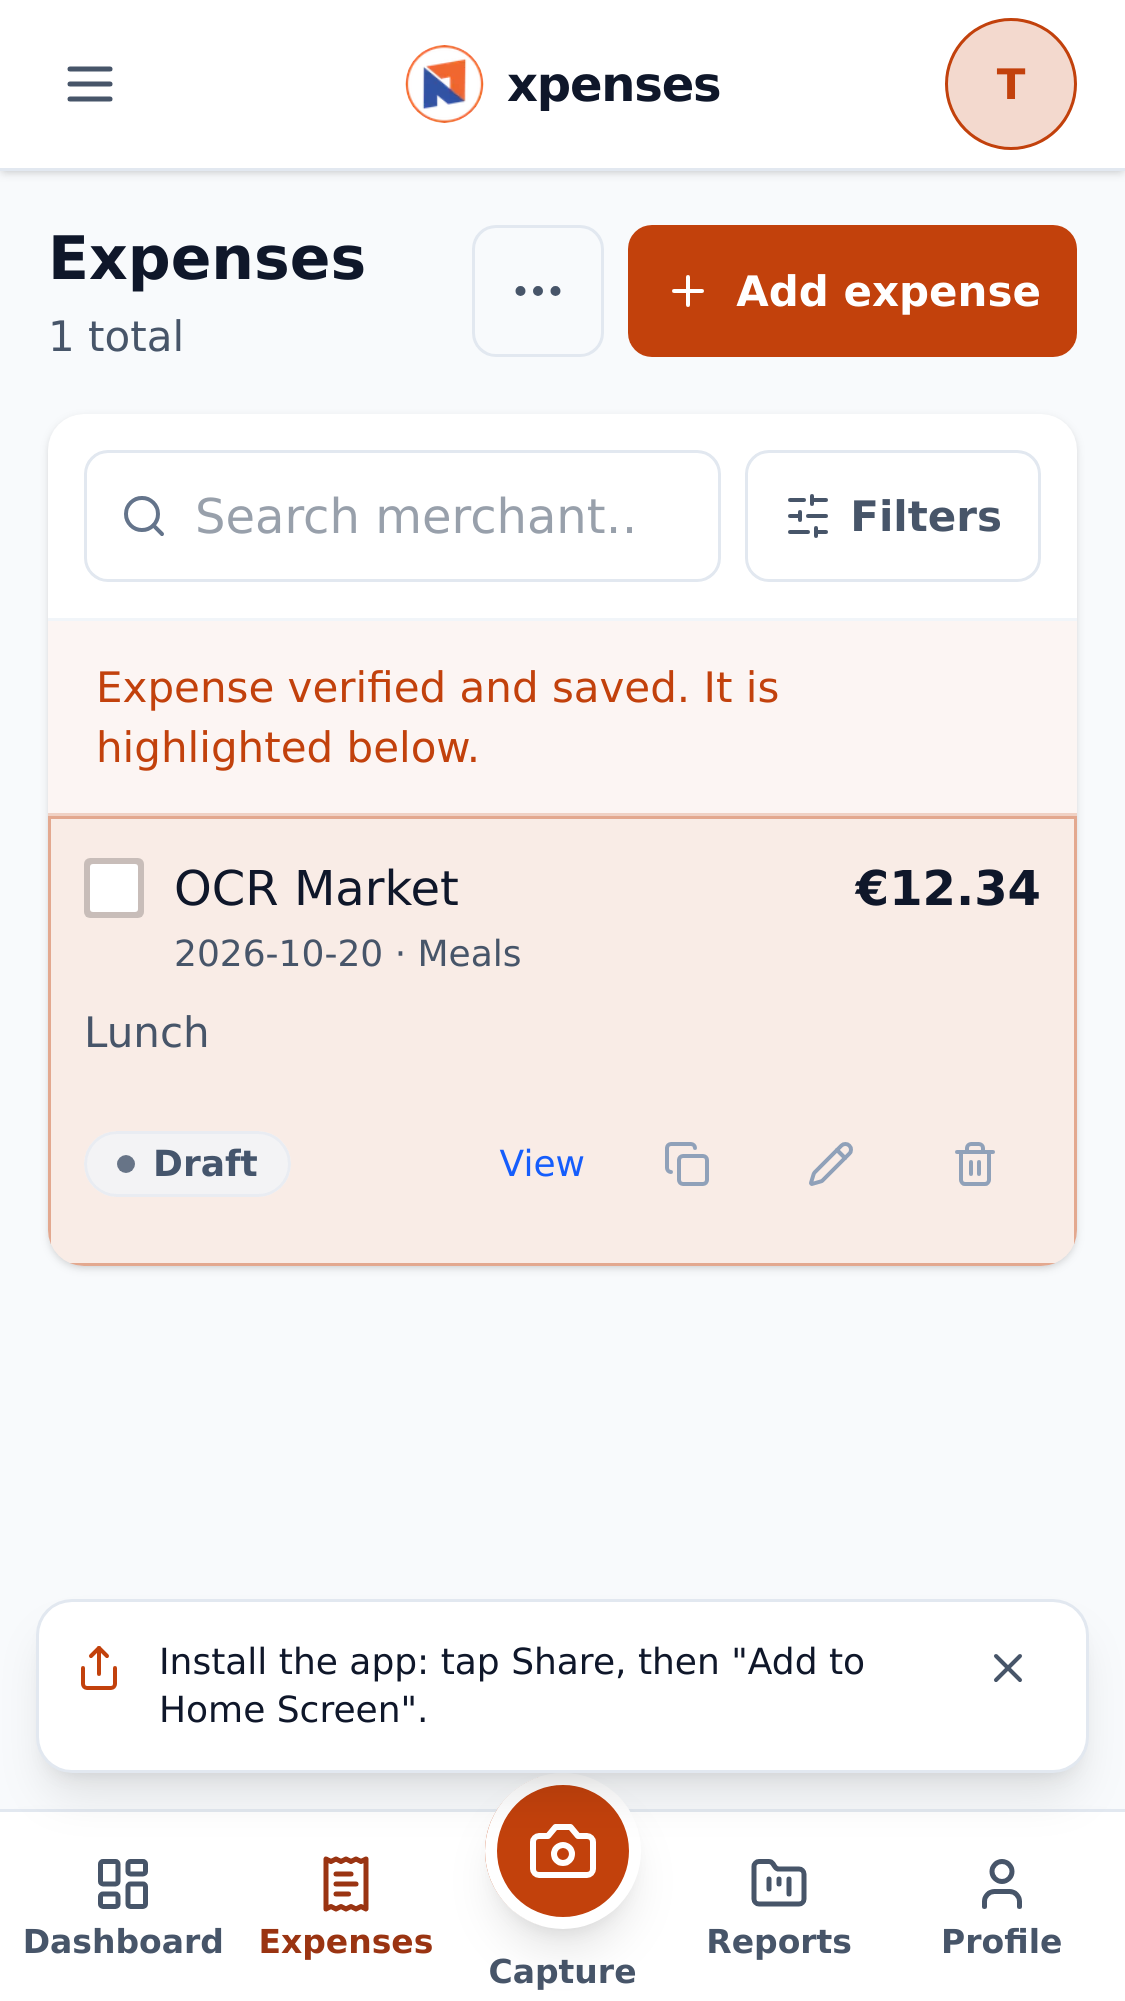 xpenses
T
Expenses
1 total
Add expense
Search merchant..
Filters
Expense verified and saved. It is
highlighted below.
OCR Market
€12.34
2026-10-20 · Meals
Lunch
Draft
View
Install the app: tap Share, then "Add to
Home Screen".
Dashboard
Expenses
Capture
Reports
Profile